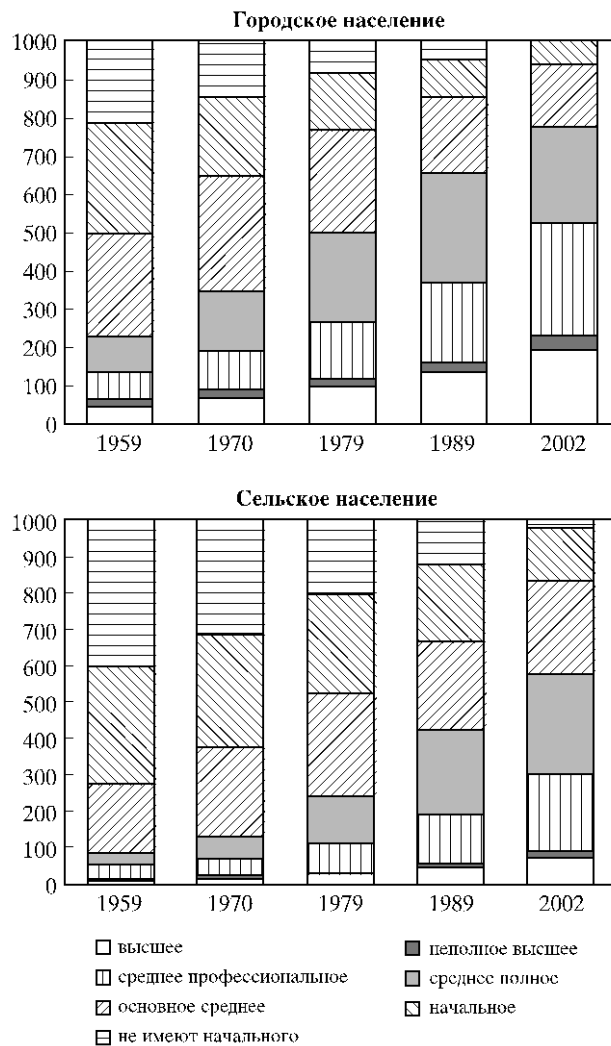 Городское население
1000
900
800
700
600
500
400
300
200
100
0
1959 1970 1979 1989 2002
Сельское население
1000
900
800
700
600
500
400
300
200
100
0
1959 1970 1979 1989 2002
высшее неполное высшее
среднее профессиональное среднее полное
основное среднее начальное
не имеют начального